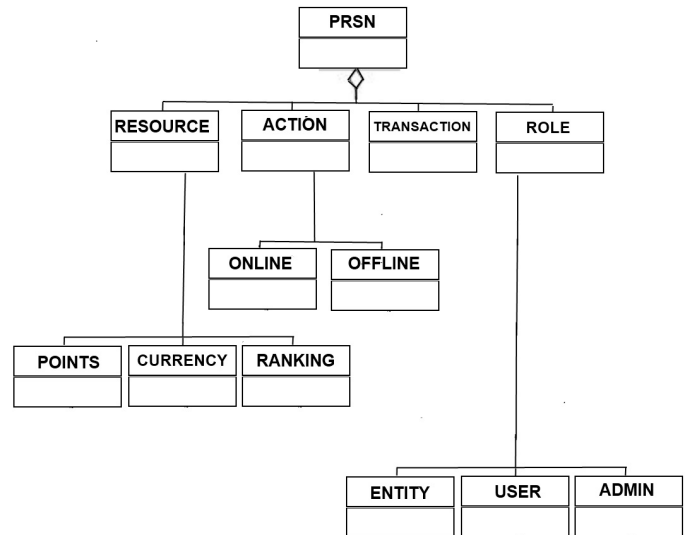 PRSN
RESOURCE
ACTION
TRANSACTION
ROLE
ONLINE
OFFLINE
POINTS
CURRENCY
RANKING
ENTITY
USER
ADMIN